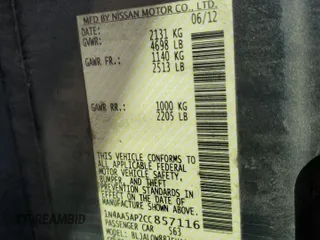 MFD BY NISSAN MOTOR CO., LTD.
DATE: 06/12
GVWR: 2131 KG
4698 LB
GAWR FR.: 1140 KG
2513 LB
GAWR RR: 1000 KG
2205 LB
THIS VEHICLE CONFORMS TO
ALL APPLICABLE FEDERAL
MOTOR VEHICLE SAFETY,
BUMPER, AND THEFT
PREVENTION STANDARDS
IN EFFECT ON THE DATE OF
MANUFACTURE SHOWN ABOVE.
1N4AA5AP2CC857116
PASSENGER CAR S63
MODEL: